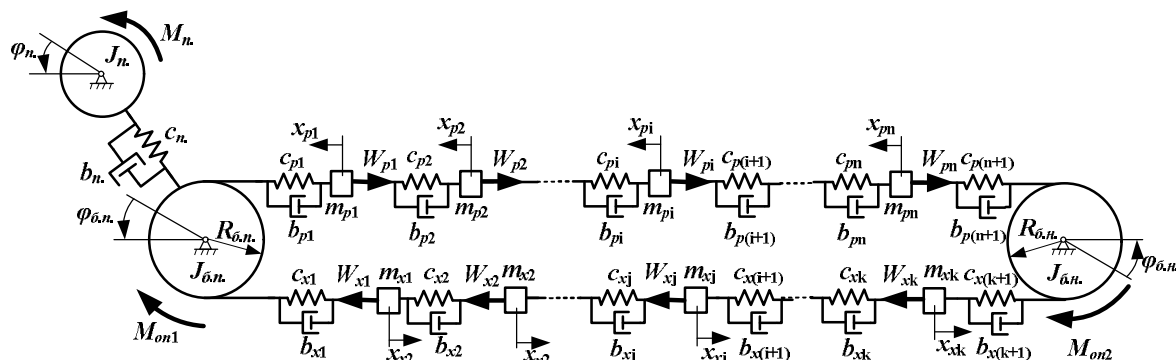 Mп.
φп.
Jп.
cп.
bп.
xp1
xp2
xpi
xpn
cp1
Wp1
cp2
Wp2
cpi
Wpi
cp(i+1)
cpn
Wpn
cp(n+1)
mp1
mp2
mpi
mpn
bp1
bp2
bpi
bp(i+1)
bpn
bp(n+1)
φб.п.
Rб.п.
Jб.п.
Rб.н.
Jб.н.
φб.н.
cx1
Wx1
mx1
cx2
Wx2
mx2
cxj
Wxj
mxj
cx(i+1)
cxk
Wxk
mxk
cx(k+1)
Mоп1
bx1
xx2
bx2
xx2
bxj
xxj
bx(i+1)
bxk
xxk
bx(k+1)
Mоп2